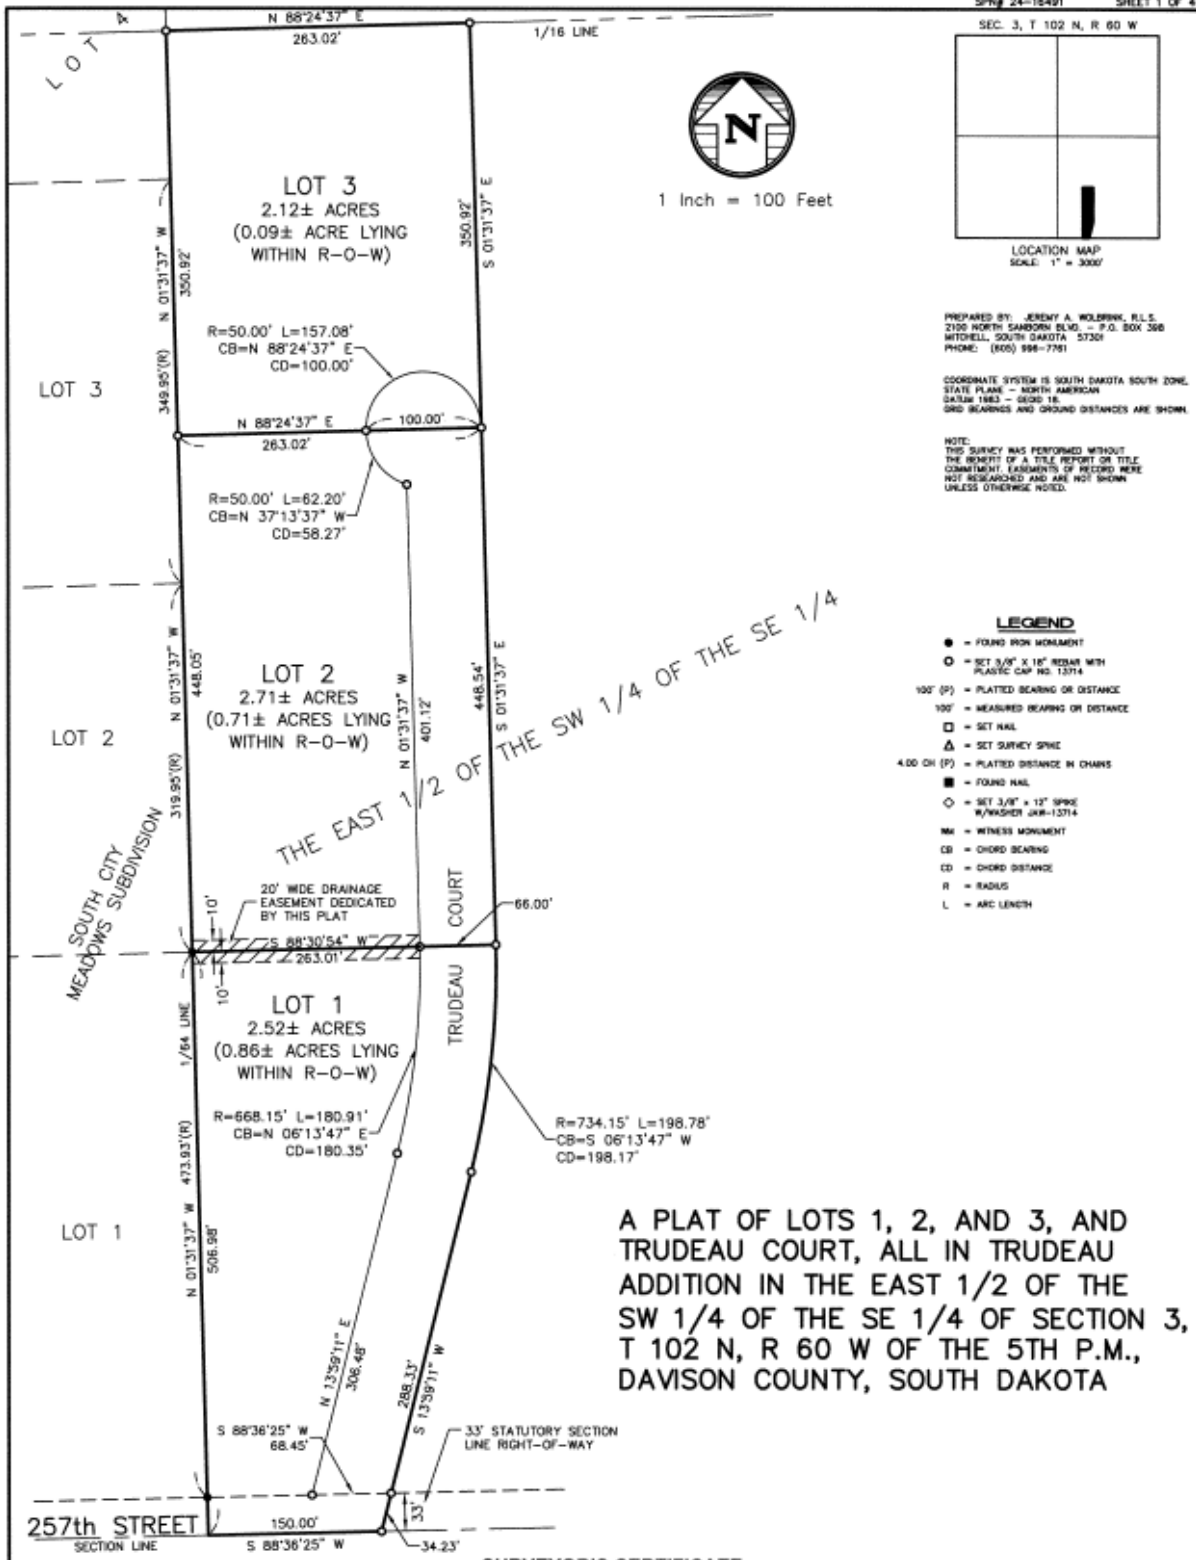 SPN# 24-16491 SHEET 1 OF 4
SEC. 3, T 102 N, R 60 W
LOCATION MAP
SCALE: 1" = 3000'
N
1 Inch = 100 Feet
PREPARED BY: JEREMY A. WOLBRINK, R.L.S.
2100 NORTH SANBORN BLVD. - P.O. BOX 398
MITCHELL, SOUTH DAKOTA 57301
PHONE: (605) 996-7761
COORDINATE SYSTEM IS SOUTH DAKOTA SOUTH ZONE,
STATE PLANE - NORTH AMERICAN
DATUM 1983 - GEOID 18.
GRID BEARINGS AND GROUND DISTANCES ARE SHOWN.
NOTE:
THIS SURVEY WAS PERFORMED WITHOUT
THE BENEFIT OF A TITLE REPORT OR TITLE
COMMITMENT. EASEMENTS OF RECORD WERE
NOT RESEARCHED AND ARE NOT SHOWN
UNLESS OTHERWISE NOTED.
LEGEND
= FOUND IRON MONUMENT
= SET 5/8" X 18" REBAR WITH
PLASTIC CAP NO. 13714
100' (P) = PLATTED BEARING OR DISTANCE
100' = MEASURED BEARING OR DISTANCE
= SET NAIL
= SET SURVEY SPIKE
4.00 CH (P) = PLATTED DISTANCE IN CHAINS
= FOUND NAIL
= SET 3/8" x 12" SPIKE
W/WASHER JAW-13714
WM = WITNESS MONUMENT
CB = CHORD BEARING
CD = CHORD DISTANCE
R = RADIUS
L = ARC LENGTH
LOT 4
N 88°24'37" E
263.02'
1/16 LINE
LOT 3
2.12± ACRES
(0.09± ACRE LYING
WITHIN R-O-W)
N 01°31'37" W
350.92'
349.95'(R)
350.92'
S 01°31'37" E
R=50.00' L=157.08'
CB=N 88°24'37" E
CD=100.00'
LOT 3
N 88°24'37" E
263.02'
100.00'
R=50.00' L=62.20'
CB=N 37°13'37" W
CD=58.27'
LOT 2
2.71± ACRES
(0.71± ACRES LYING
WITHIN R-O-W)
N 01°31'37" W
448.05'
319.95'(R)
N 01°31'37" W
401.12'
448.54'
S 01°31'37" E
THE EAST 1/2 OF THE SW 1/4 OF THE SE 1/4
LOT 2
SOUTH CITY
MEADOWS SUBDIVISION
20' WIDE DRAINAGE
EASEMENT DEDICATED
BY THIS PLAT
10'
10'
S 88°30'54" W
263.01'
66.00'
TRUDEAU COURT
LOT 1
2.52± ACRES
(0.86± ACRES LYING
WITHIN R-O-W)
1/64 LINE
R=668.15' L=180.91'
CB=N 06°13'47" E
CD=180.35'
R=734.15' L=198.78'
CB=S 06°13'47" W
CD=198.17'
N 01°31'37" W 473.93'(R)
506.98'
LOT 1
N 13°59'11" E
306.48'
288.33'
S 13°59'11" W
S 88°36'25" W
68.45'
33' STATUTORY SECTION
LINE RIGHT-OF-WAY
33'
257th STREET
SECTION LINE
150.00'
S 88°36'25" W
34.23'
A PLAT OF LOTS 1, 2, AND 3, AND
TRUDEAU COURT, ALL IN TRUDEAU
ADDITION IN THE EAST 1/2 OF THE
SW 1/4 OF THE SE 1/4 OF SECTION 3,
T 102 N, R 60 W OF THE 5TH P.M.,
DAVISON COUNTY, SOUTH DAKOTA